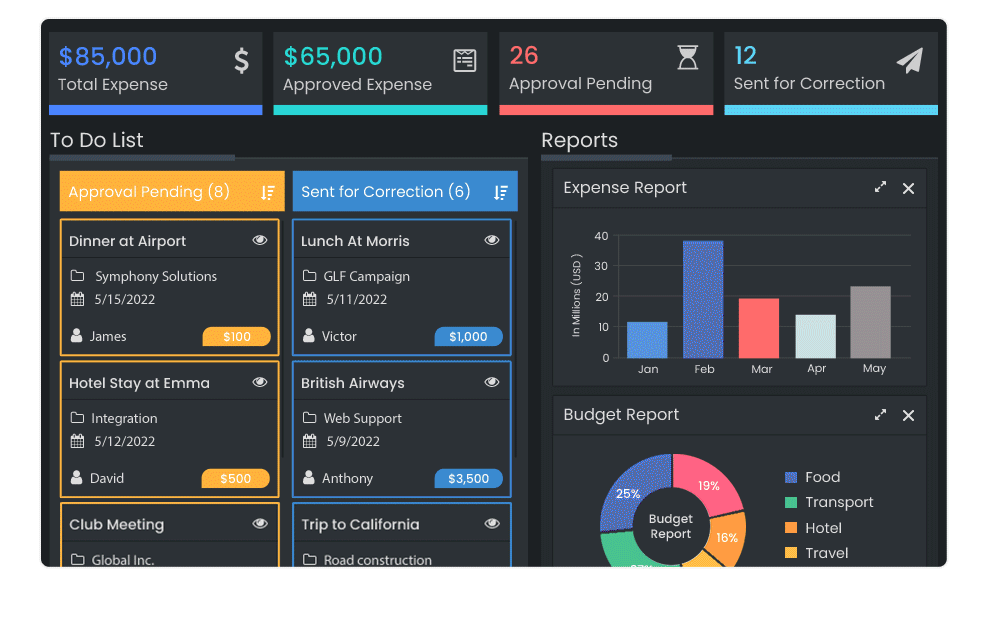 $85,000
Total Expense
$65,000
Approved Expense
26
Approval Pending
12
Sent for Correction
To Do List
Approval Pending (8)
Dinner at Airport
Symphony Solutions
5/15/2022
James
$100
Hotel Stay at Emma
Integration
5/12/2022
David
$500
Club Meeting
Global Inc.
Sent for Correction (6)
Lunch At Morris
GLF Campaign
5/11/2022
Victor
$1,000
British Airways
Web Support
5/9/2022
Anthony
$3,500
Trip to California
Road construction
Reports
Expense Report
In Millions (USD )
40
30
20
10
0
Jan Feb Mar Apr May
Budget Report
25%
19%
16%
Budget
Report
Food
Transport
Hotel
Travel